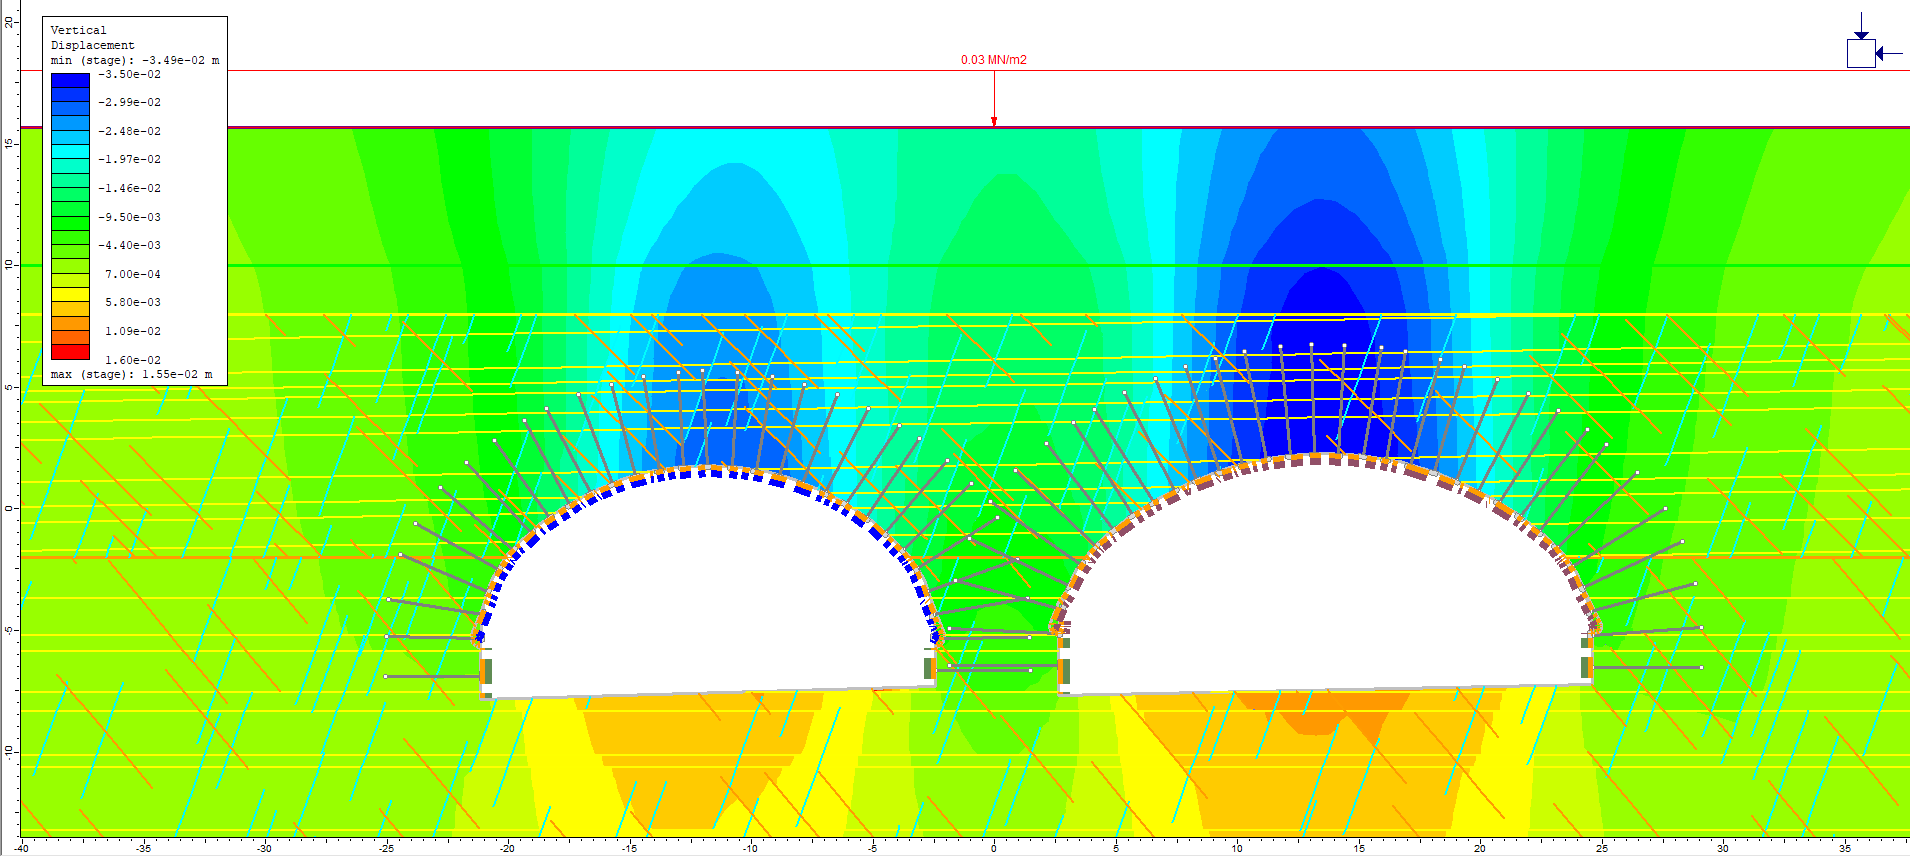 Vertical
Displacement
min (stage): -3.49e-02 m
-3.50e-02
-2.99e-02
-2.48e-02
-1.97e-02
-1.46e-02
-9.50e-03
-4.40e-03
7.00e-04
5.80e-03
1.09e-02
1.60e-02
max (stage): 1.55e-02 m
0.03 MN/m2
20
15
10
5
0
-5
-10
-40 -35 -30 -25 -20 -15 -10 -5 0 5 10 15 20 25 30 35